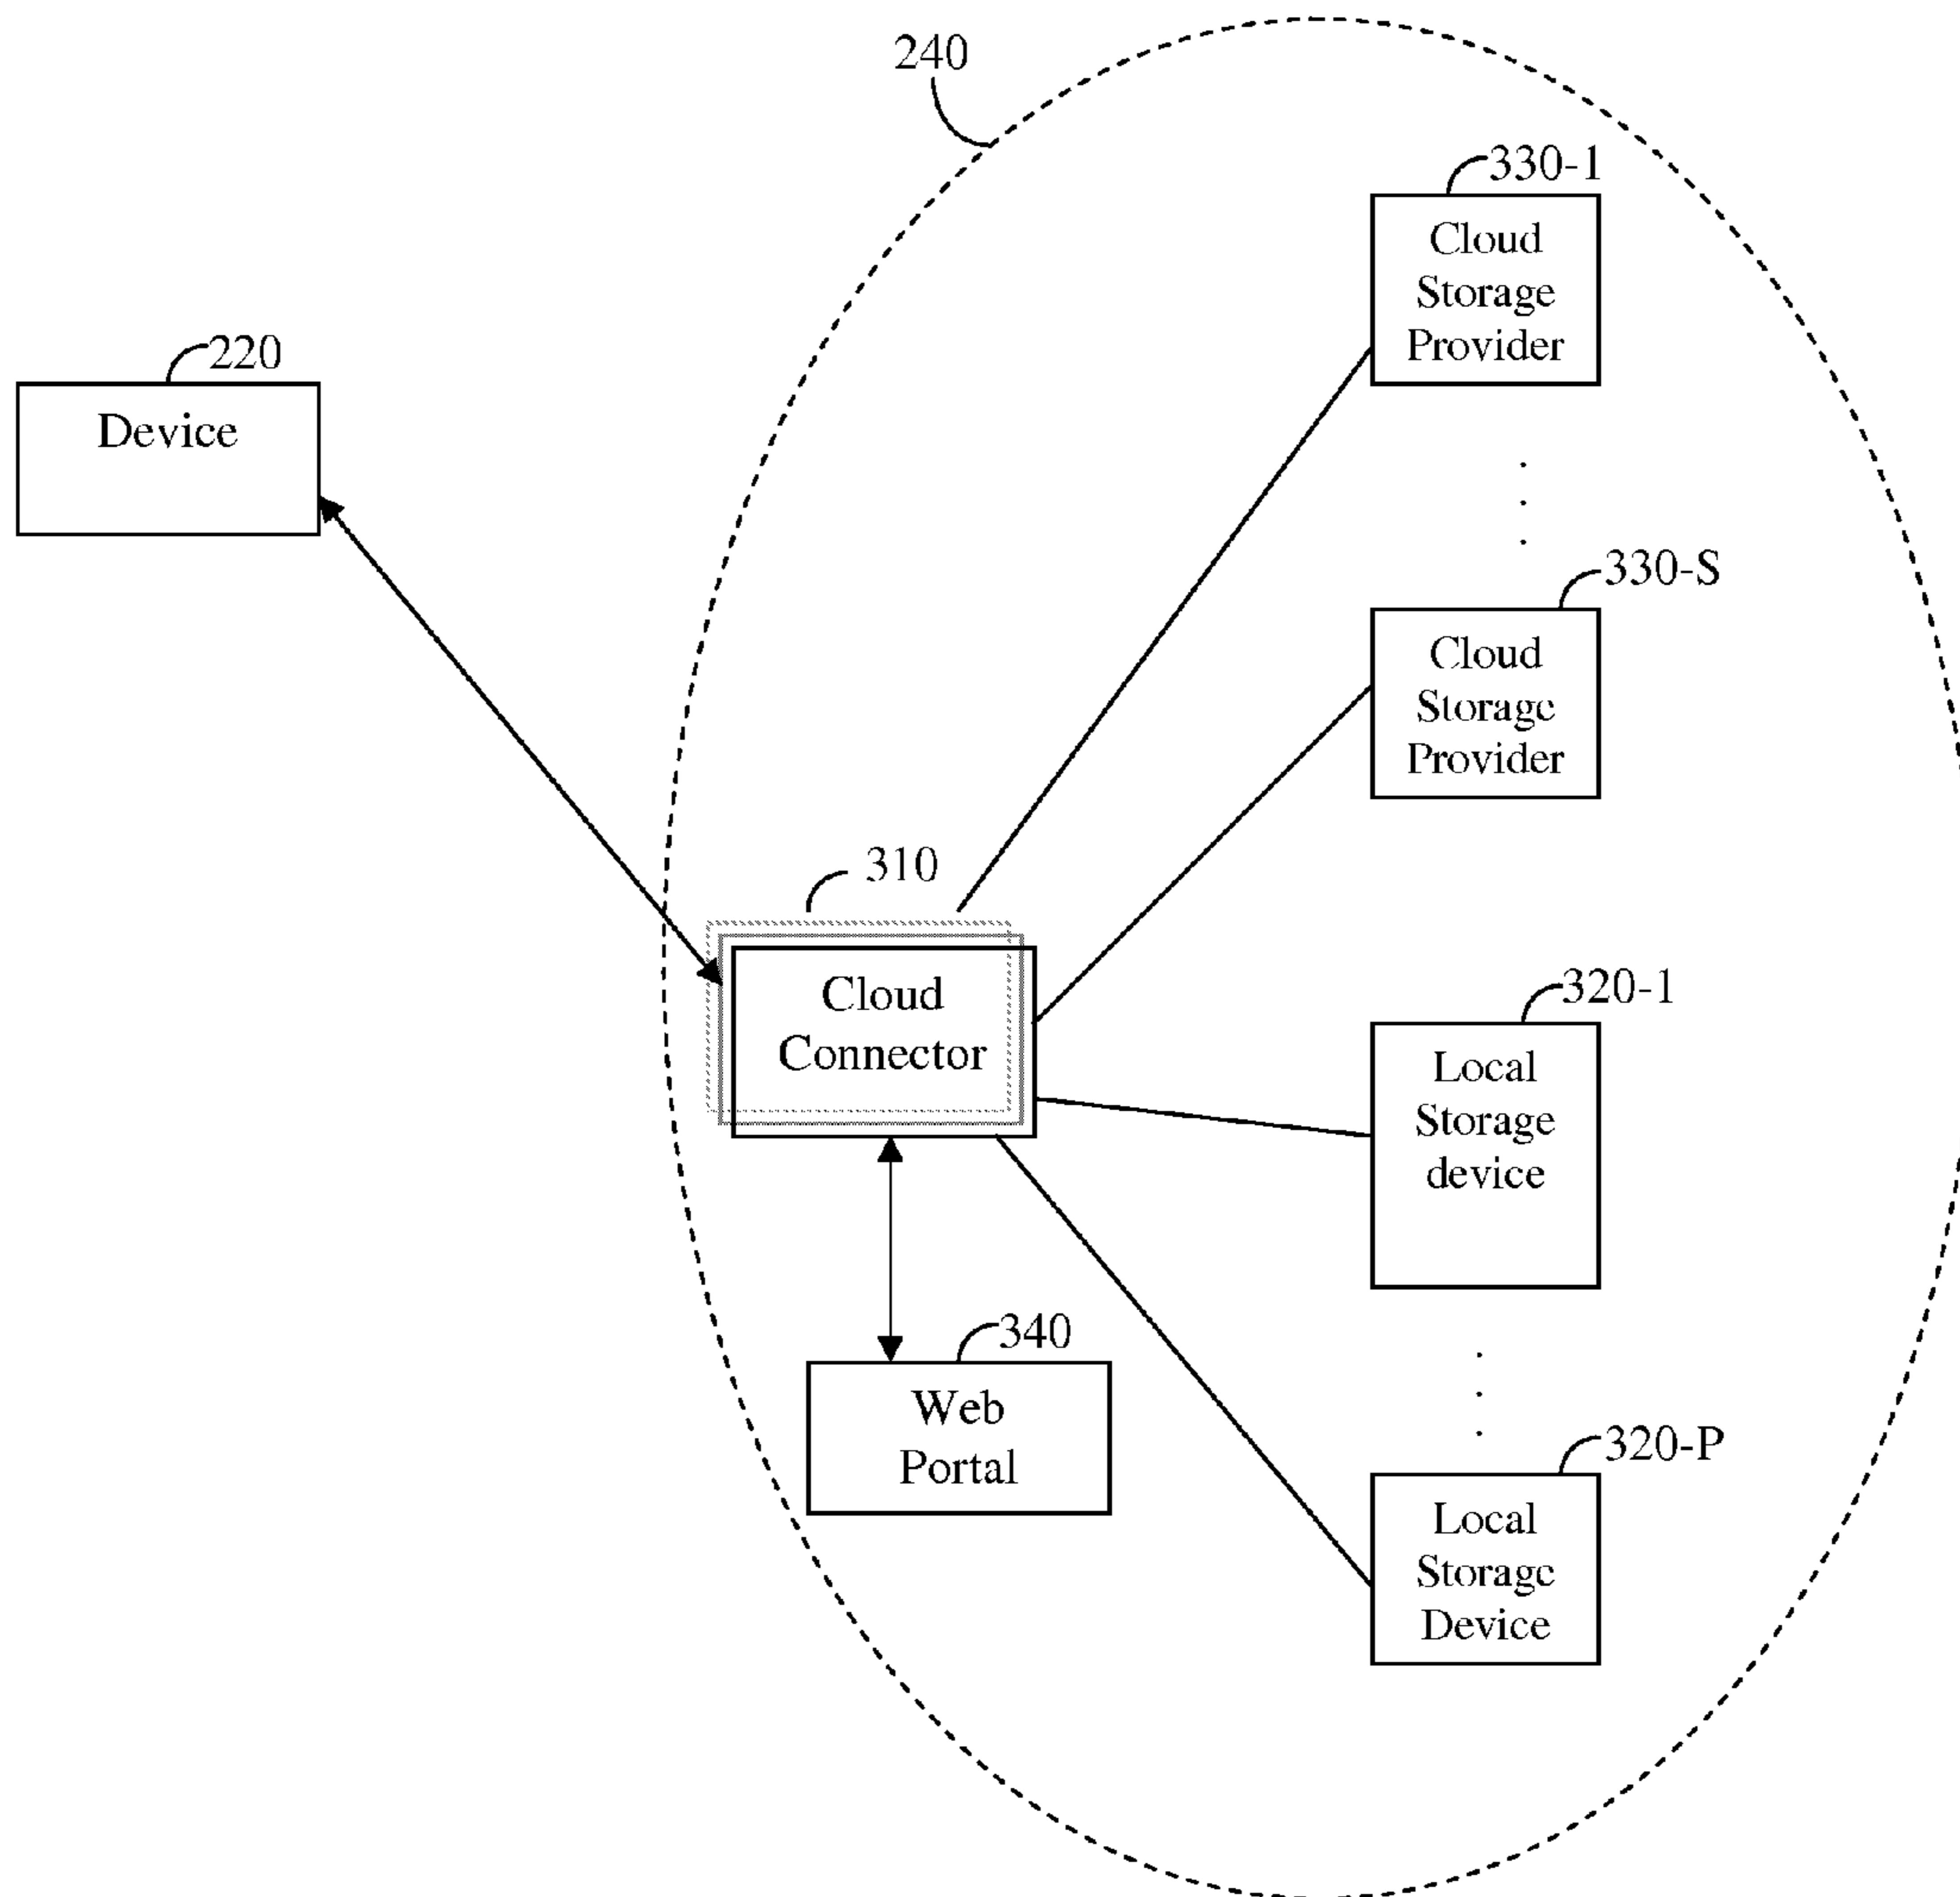 240
330-1
Cloud
Storage
Provider
220
Device
330-S
Cloud
Storage
Provider
310
Cloud
Connector
320-1
Local
Storage
device
340
Web
Portal
320-P
Local
Storage
Device